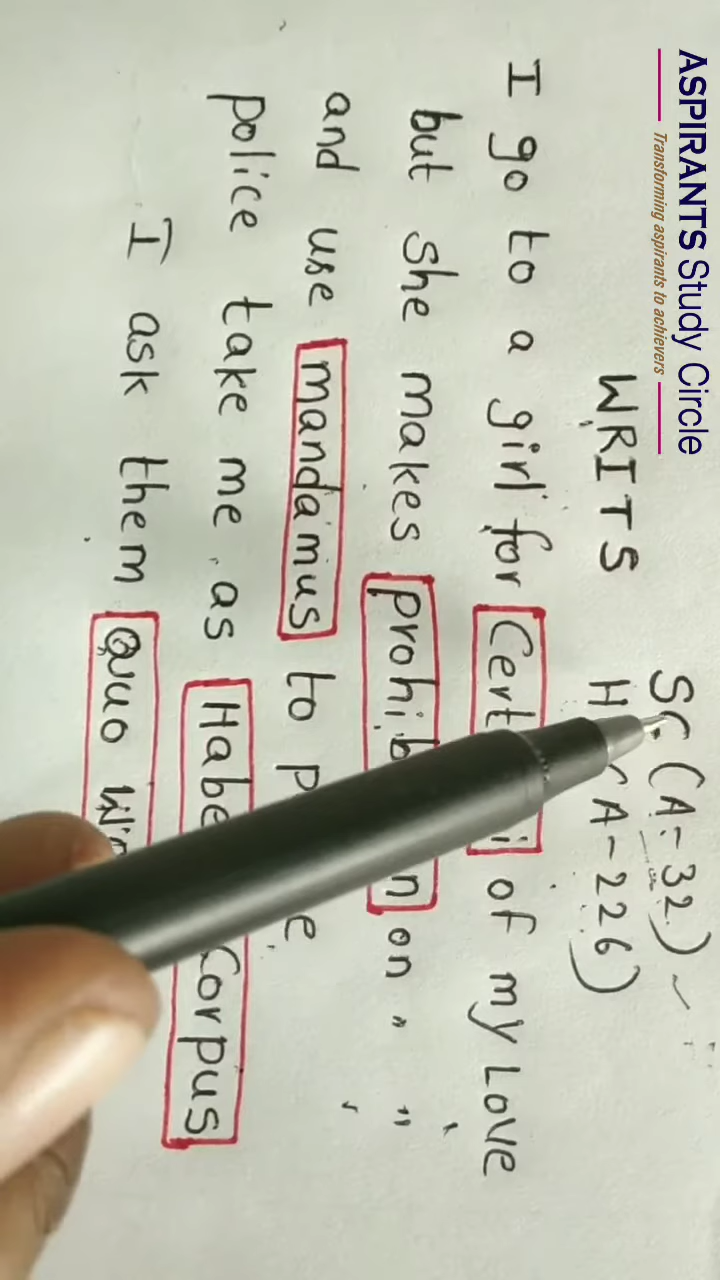 ASPIRANTS Study Circle
Transforming aspirants to achievers
SC (A-32)
WRITS H A-226)
I go to a girl for of my Love
but she makes on " "
and use mandamus to
police take me as Corpus
I ask them Quo